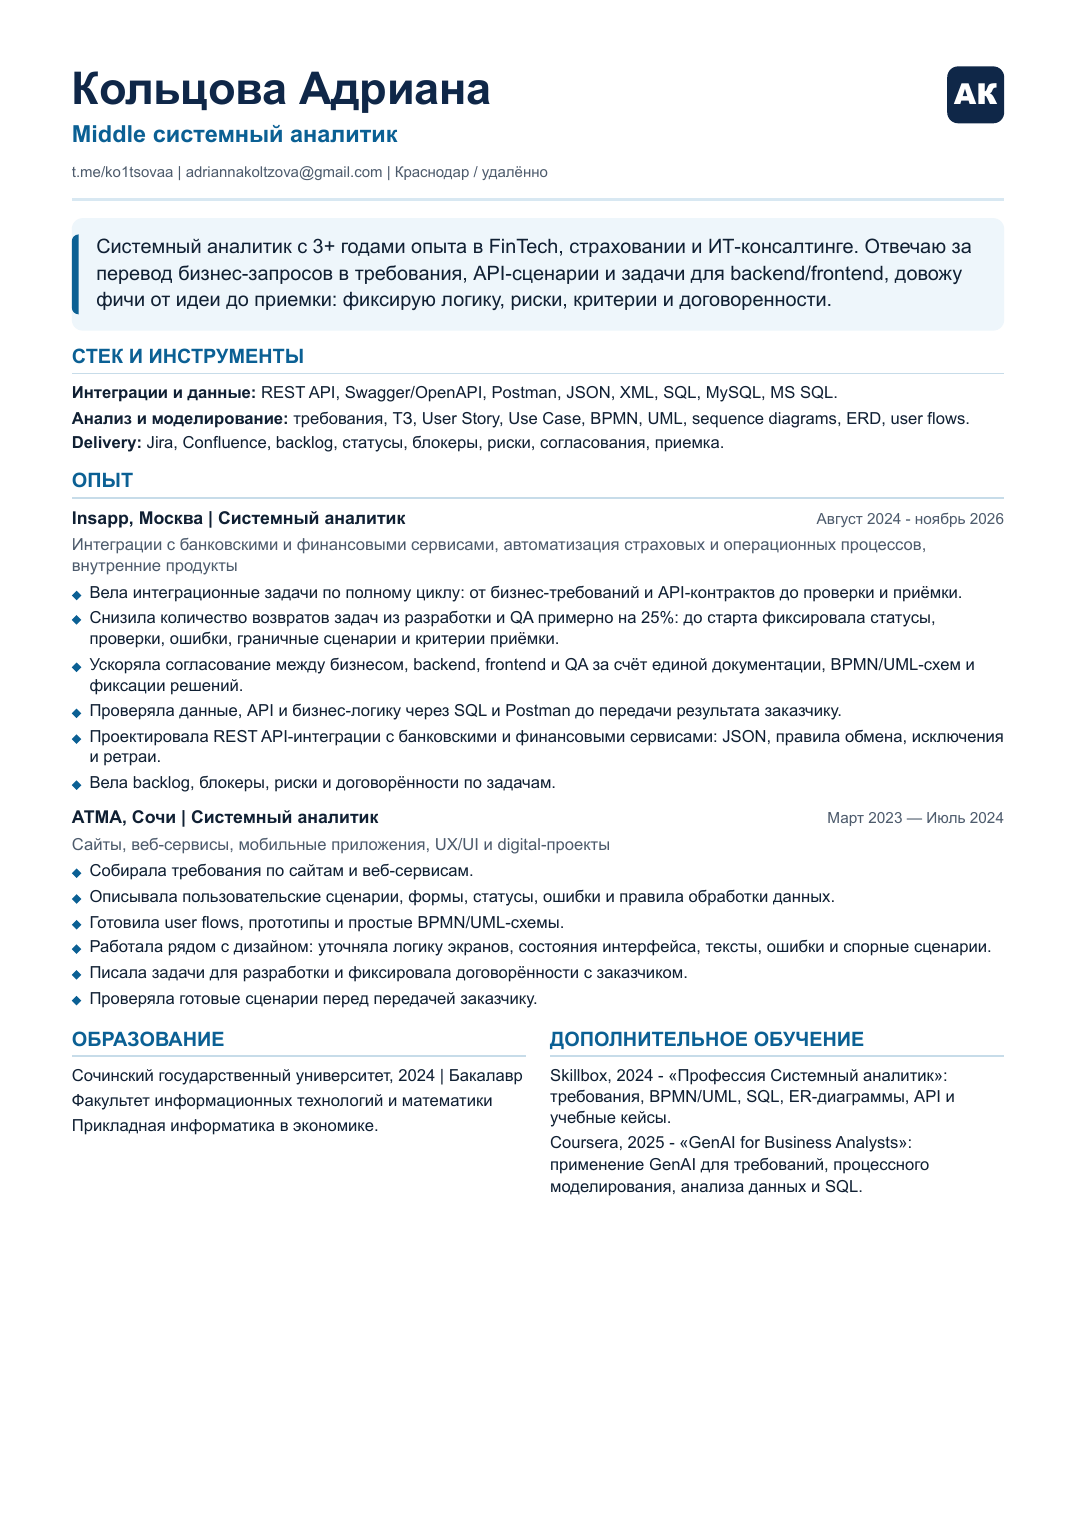 Кольцова Адриана
АК
Middle системный аналитик
t.me/ko1tsovaa | adriannakoltzova@gmail.com | Краснодар / удалённо
Системный аналитик с 3+ годами опыта в FinTech, страховании и ИТ-консалтинге. Отвечаю за
перевод бизнес-запросов в требования, API-сценарии и задачи для backend/frontend, довожу
фичи от идеи до приемки: фиксирую логику, риски, критерии и договоренности.
СТЕК И ИНСТРУМЕНТЫ
Интеграции и данные: REST API, Swagger/OpenAPI, Postman, JSON, XML, SQL, MySQL, MS SQL.
Анализ и моделирование: требования, ТЗ, User Story, Use Case, BPMN, UML, sequence diagrams, ERD, user flows.
Delivery: Jira, Confluence, backlog, статусы, блокеры, риски, согласования, приемка.
ОПЫТ
Insapp, Москва | Системный аналитик Август 2024 - ноябрь 2026
Интеграции с банковскими и финансовыми сервисами, автоматизация страховых и операционных процессов,
внутренние продукты
◆ Вела интеграционные задачи по полному циклу: от бизнес-требований и API-контрактов до проверки и приёмки.
◆ Снизила количество возвратов задач из разработки и QA примерно на 25%: до старта фиксировала статусы,
проверки, ошибки, граничные сценарии и критерии приёмки.
◆ Ускоряла согласование между бизнесом, backend, frontend и QA за счёт единой документации, BPMN/UML-схем и
фиксации решений.
◆ Проверяла данные, API и бизнес-логику через SQL и Postman до передачи результата заказчику.
◆ Проектировала REST API-интеграции с банковскими и финансовыми сервисами: JSON, правила обмена, исключения
и ретраи.
◆ Вела backlog, блокеры, риски и договорённости по задачам.
АТМА, Сочи | Системный аналитик Март 2023 — Июль 2024
Сайты, веб-сервисы, мобильные приложения, UX/UI и digital-проекты
◆ Собирала требования по сайтам и веб-сервисам.
◆ Описывала пользовательские сценарии, формы, статусы, ошибки и правила обработки данных.
◆ Готовила user flows, прототипы и простые BPMN/UML-схемы.
◆ Работала рядом с дизайном: уточняла логику экранов, состояния интерфейса, тексты, ошибки и спорные сценарии.
◆ Писала задачи для разработки и фиксировала договорённости с заказчиком.
◆ Проверяла готовые сценарии перед передачей заказчику.
ОБРАЗОВАНИЕ
Сочинский государственный университет, 2024 | Бакалавр
Факультет информационных технологий и математики
Прикладная информатика в экономике.
ДОПОЛНИТЕЛЬНОЕ ОБУЧЕНИЕ
Skillbox, 2024 - «Профессия Системный аналитик»:
требования, BPMN/UML, SQL, ER-диаграммы, API и
учебные кейсы.
Coursera, 2025 - «GenAI for Business Analysts»:
применение GenAI для требований, процессного
моделирования, анализа данных и SQL.